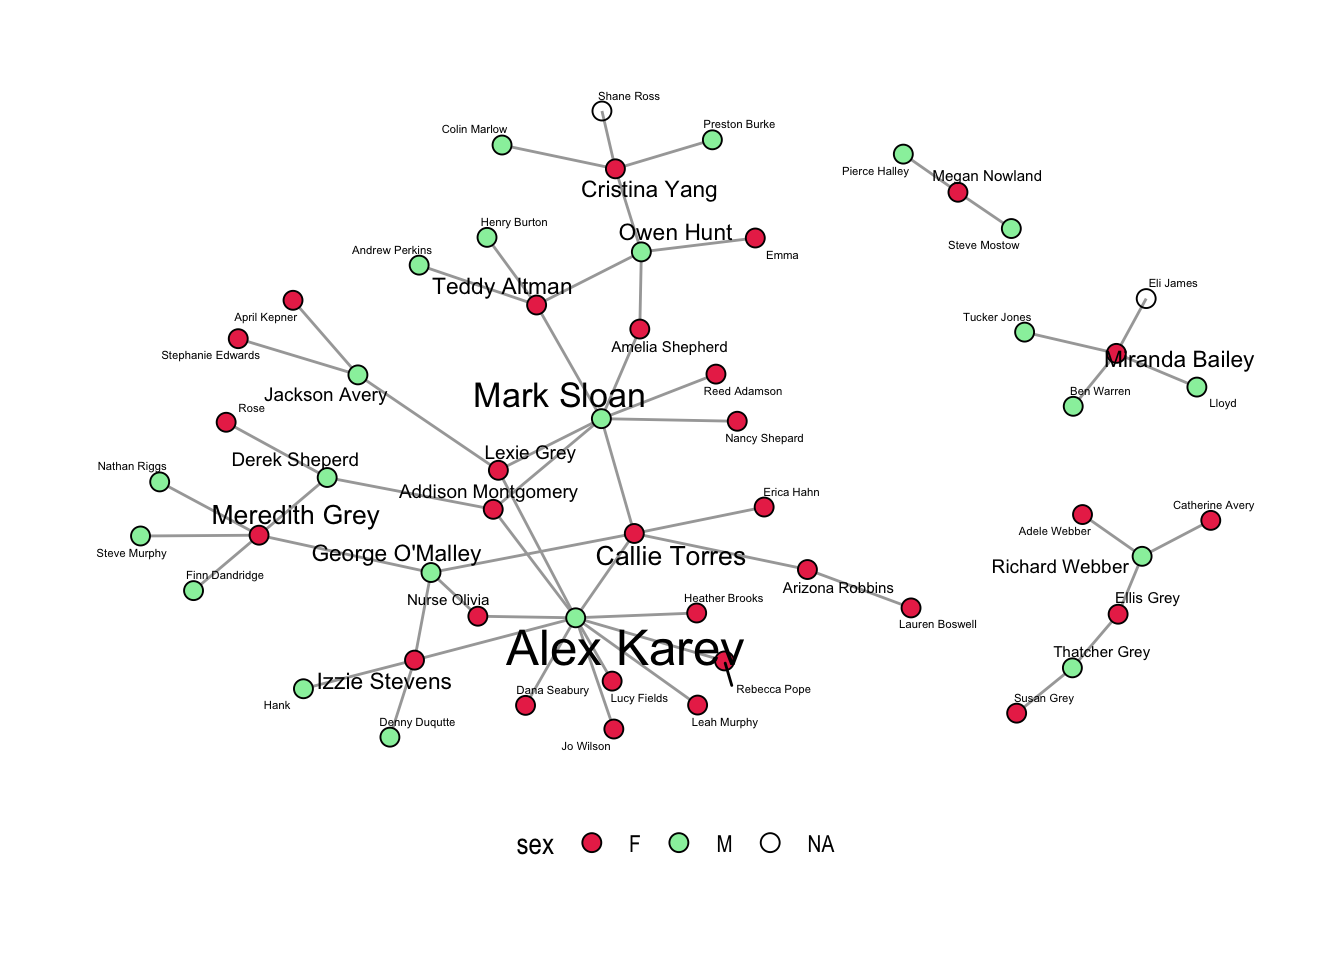 Shane Ross
Colin Marlow
Preston Burke
Cristina Yang
Pierce Halley
Megan Nowland
Steve Mostow
Henry Burton
Owen Hunt
Andrew Perkins
Emma
Teddy Altman
Eli James
April Kepner
Tucker Jones
Stephanie Edwards
Amelia Shepherd
Miranda Bailey
Jackson Avery
Mark Sloan
Reed Adamson
Ben Warren
Lloyd
Rose
Nancy Shepard
Lexie Grey
Derek Sheperd
Nathan Riggs
Addison Montgomery
Erica Hahn
Catherine Avery
Meredith Grey
Adele Webber
Steve Murphy
George O'Malley
Callie Torres
Richard Webber
Finn Dandridge
Arizona Robbins
Nurse Olivia
Heather Brooks
Ellis Grey
Lauren Boswell
Alex Karev
Thatcher Grey
Izzie Stevens
Dana Seabury
Rebecca Pope
Lucy Fields
Susan Grey
Hank
Denny Duqutte
Leah Murphy
Jo Wilson
sex F M NA